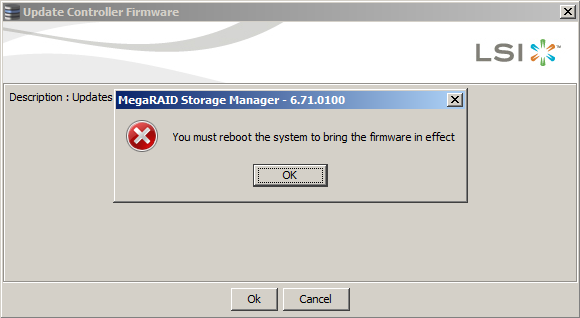 Update Controller Firmware
LSI
Description : Updates
MegaRAID Storage Manager - 6.71.0100
You must reboot the system to bring the firmware in effect
OK
Ok
Cancel